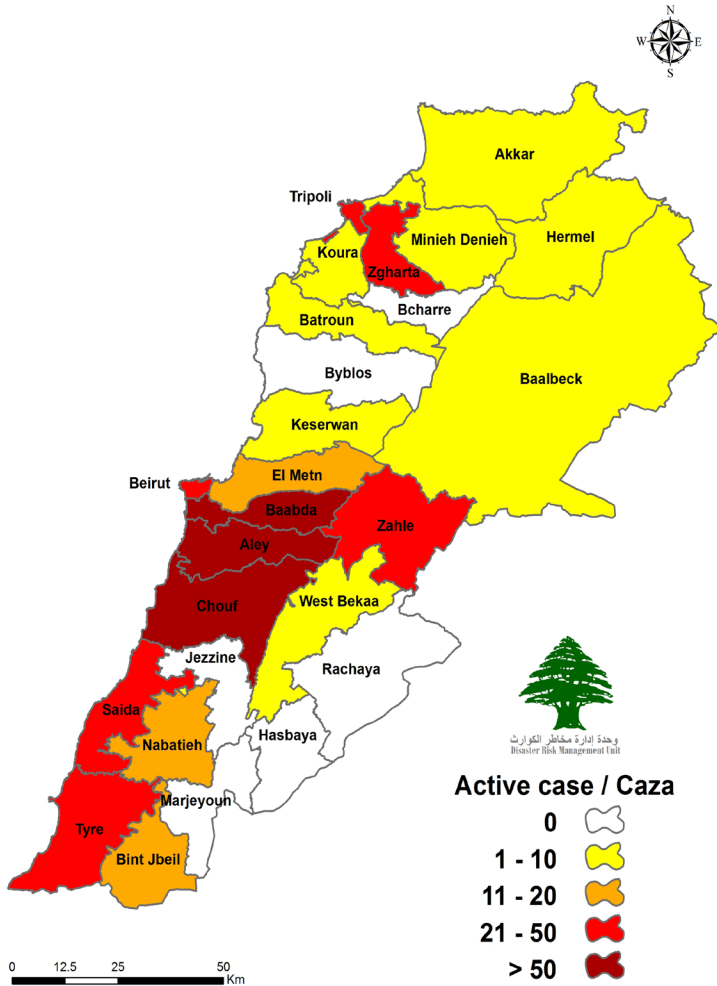 N
W E
S
Akkar
Tripoli
Minieh Denieh
Hermel
Koura
Zgharta
Bcharre
Batroun
Byblos
Baalbeck
Keserwan
El Metn
Beirut
Baabda
Zahle
Aley
West Bekaa
Chouf
Jezzine
Rachaya
Saida
Hasbaya
Nabatieh
Marjeyoun
Tyre
Bint Jbeil
وحدة إدارة مخاطر الكوارث
Disaster Risk Management Unit
Active case / Caza
0
1 - 10
11 - 20
21 - 50
> 50
0 12.5 25 50
Km